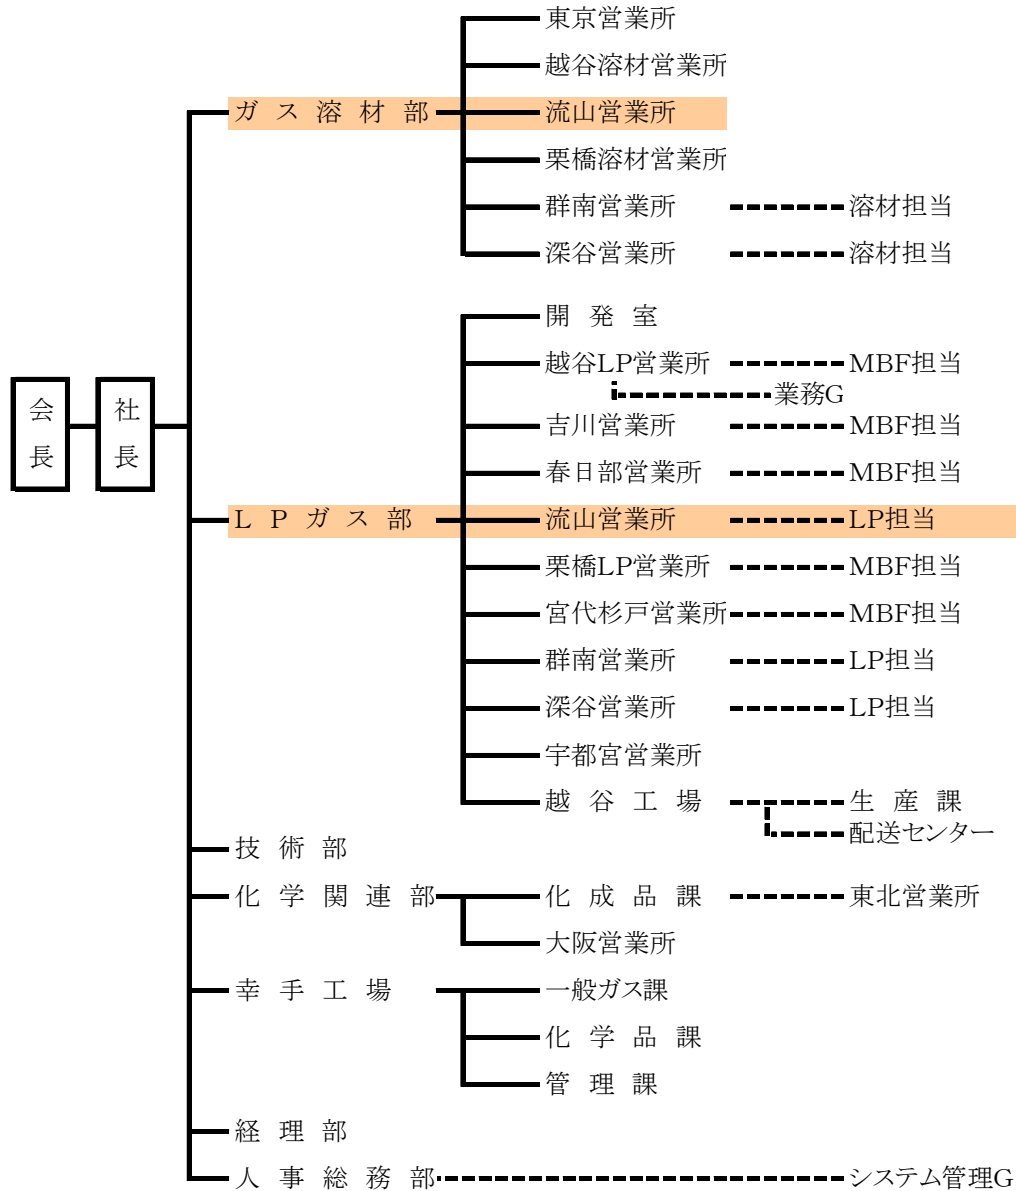 東京営業所
越谷溶材営業所
ガス溶材部 流山営業所
栗橋溶材営業所
群南営業所 溶材担当
深谷営業所 溶材担当
開発室
越谷LP営業所 MBF担当
業務G
会長 社長
吉川営業所 MBF担当
春日部営業所 MBF担当
LPガス部 流山営業所 LP担当
栗橋LP営業所 MBF担当
宮代杉戸営業所 MBF担当
群南営業所 LP担当
深谷営業所 LP担当
宇都宮営業所
越谷工場 生産課
配送センター
技術部
化学関連部 化成品課 東北営業所
大阪営業所
幸手工場 一般ガス課
化学品課
管理課
経理部
人事総務部 システム管理G